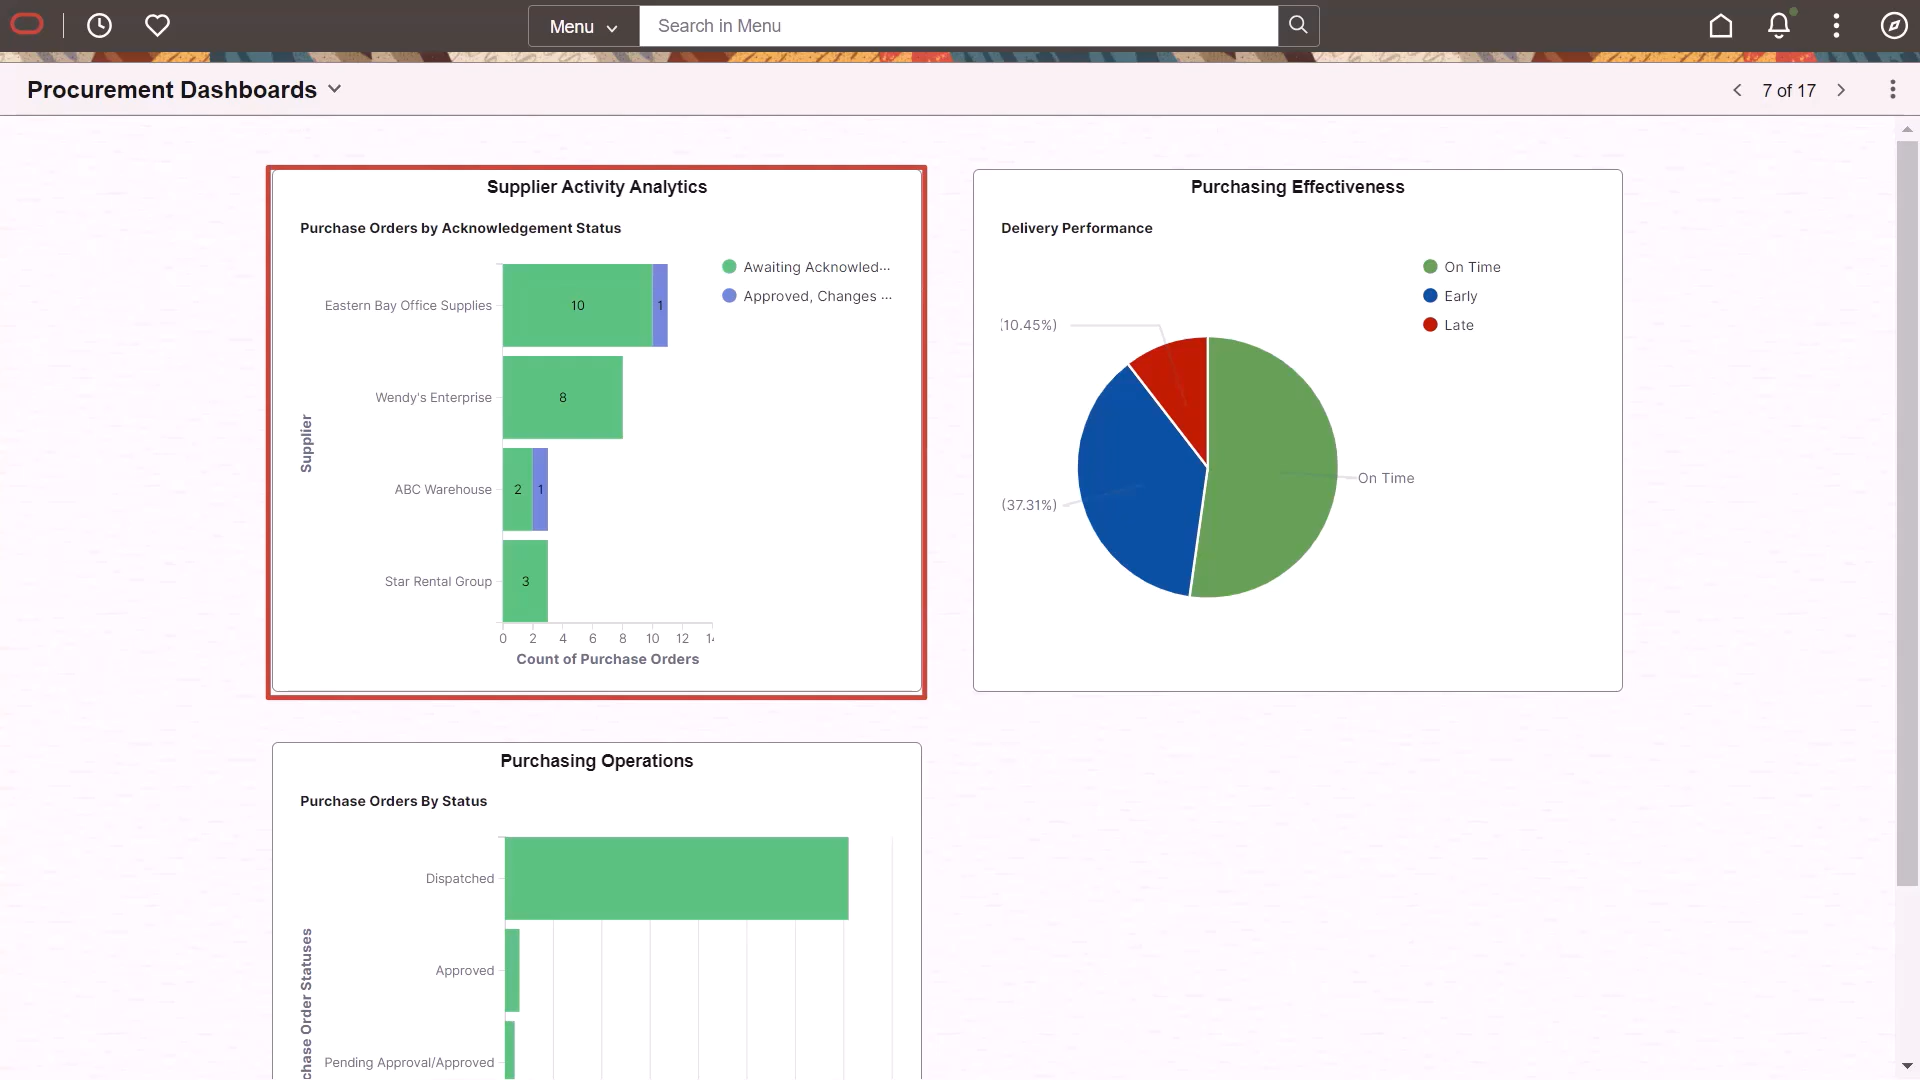 Menu
Search in Menu
Procurement Dashboards
7 of 17
Supplier Activity Analytics
Purchase Orders by Acknowledgement Status
Awaiting Acknowled...
Approved, Changes ...
Supplier
Eastern Bay Office Supplies
10
1
Wendy's Enterprise
8
ABC Warehouse
2
1
Star Rental Group
3
0 2 4 6 8 10 12
Count of Purchase Orders
Purchasing Effectiveness
Delivery Performance
On Time
Early
Late
(10.45%)
(37.31%)
On Time
Purchasing Operations
Purchase Orders By Status
chase Order Statuses
Dispatched
Approved
Pending Approval/Approved